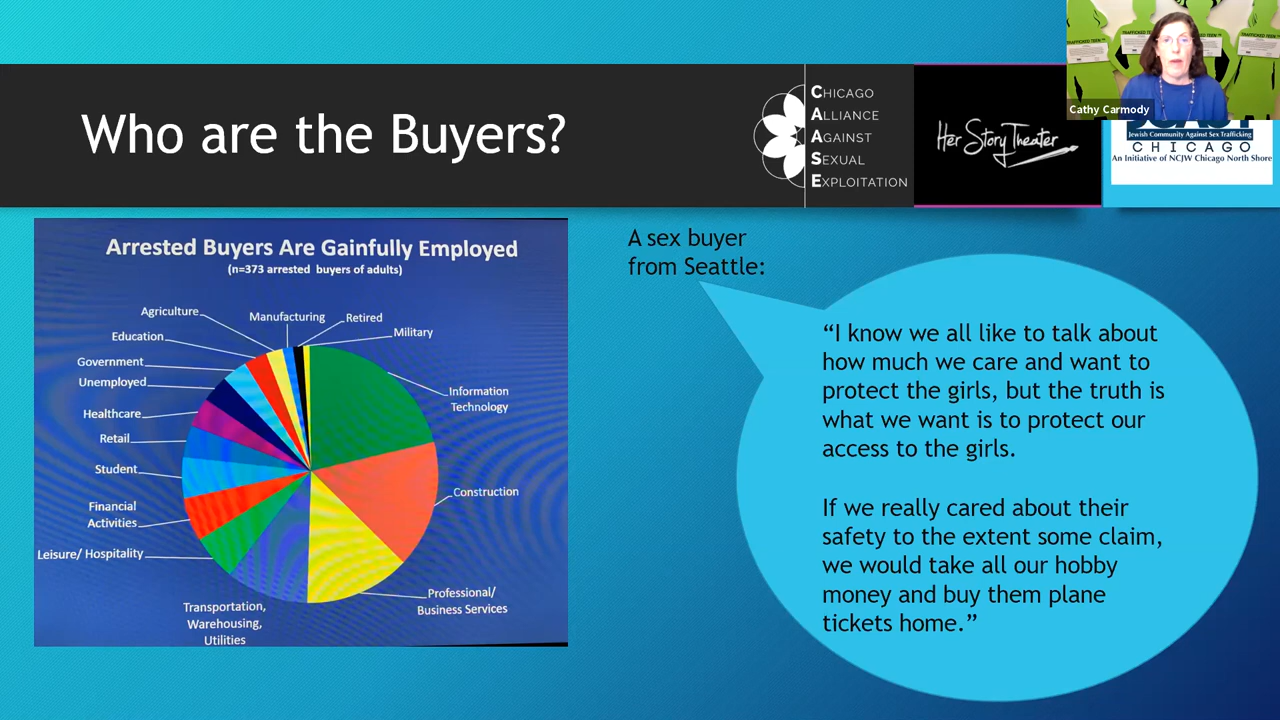 Who are the Buyers?
CHICAGO
ALLIANCE
AGAINST
SEXUAL
EXPLOITATION
Her Story Theater
Cathy Carmody
Jewish Community Against Sex Trafficking
CHICAGO
An Initiative of NCJW Chicago North Shore
TRAFFICKED TEEN
Arrested Buyers Are Gainfully Employed
(n=373 arrested buyers of adults)
Agriculture
Manufacturing
Retired
Military
Education
Government
Unemployed
Healthcare
Retail
Student
Financial
Activities
Leisure/ Hospitality
Transportation,
Warehousing,
Utilities
Professional/
Business Services
Construction
Information
Technology
A sex buyer
from Seattle:
“I know we all like to talk about
how much we care and want to
protect the girls, but the truth is
what we want is to protect our
access to the girls.
If we really cared about their
safety to the extent some claim,
we would take all our hobby
money and buy them plane
tickets home.”